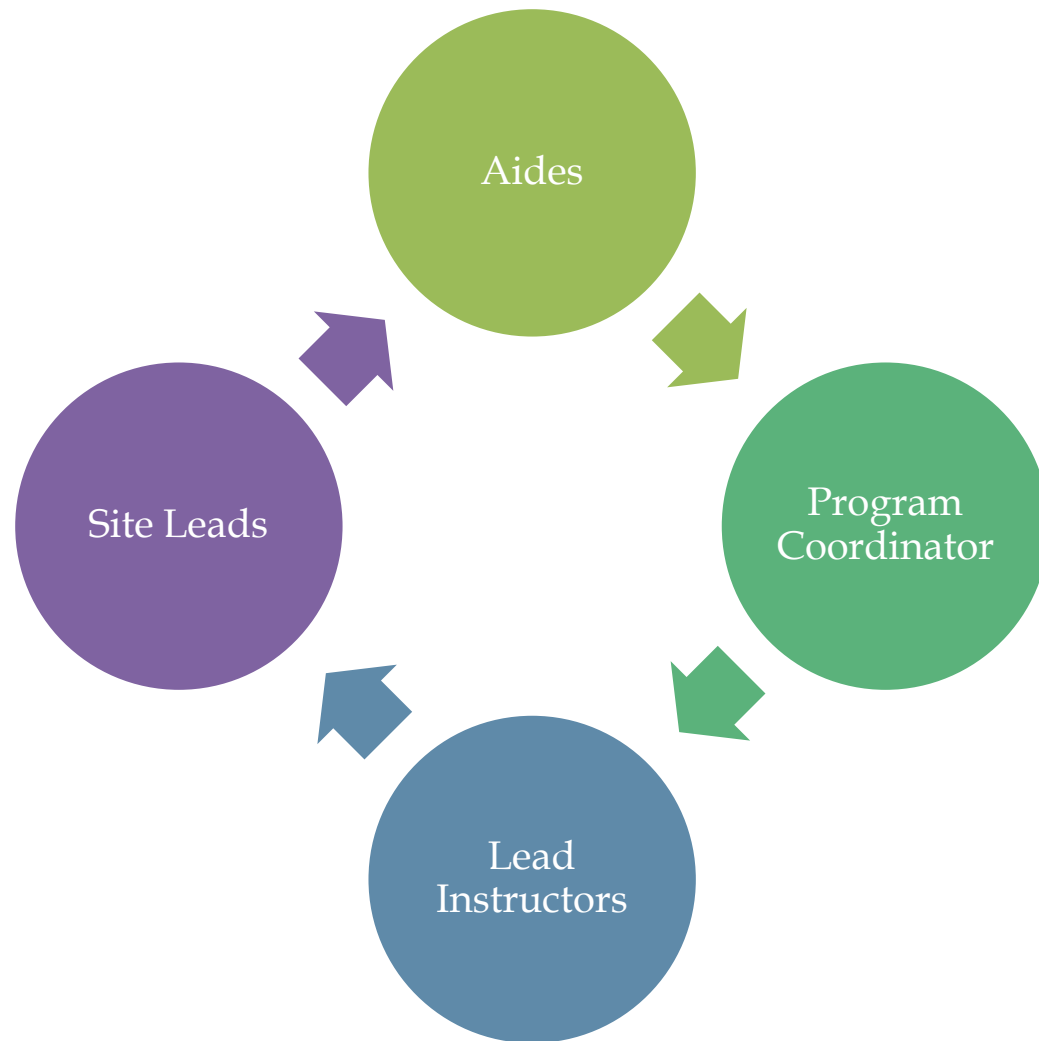 Aides
Program
Coordinator
Lead
Instructors
Site Leads